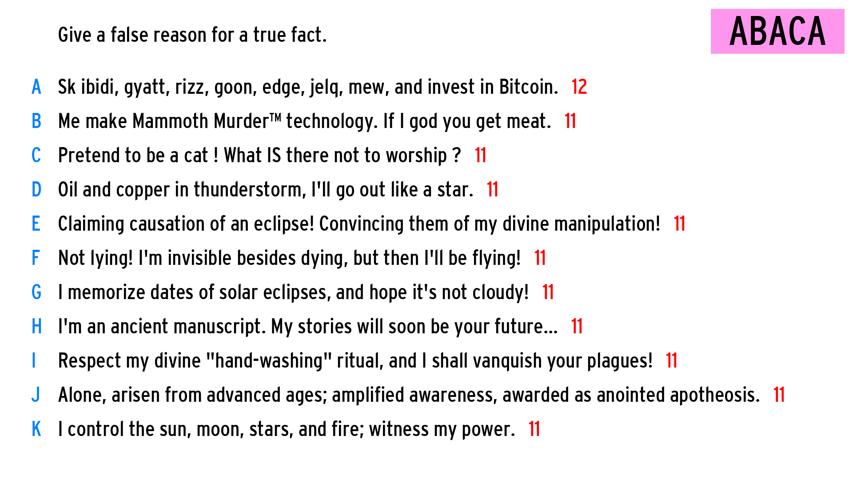 Give a false reason for a true fact.
ABACA
A Sk ibidi, gyatt, rizz, goon, edge, jelq, mew, and invest in Bitcoin. 12
B Me make Mammoth Murder™ technology. If I god you get meat. 11
C Pretend to be a cat ! What IS there not to worship ? 11
D Oil and copper in thunderstorm, I'll go out like a star. 11
E Claiming causation of an eclipse! Convincing them of my divine manipulation! 11
F Not lying! I'm invisible besides dying, but then I'll be flying! 11
G I memorize dates of solar eclipses, and hope it's not cloudy! 11
H I'm an ancient manuscript. My stories will soon be your future... 11
I Respect my divine "hand-washing" ritual, and I shall vanquish your plagues! 11
J Alone, arisen from advanced ages; amplified awareness, awarded as anointed apotheosis. 11
K I control the sun, moon, stars, and fire; witness my power. 11